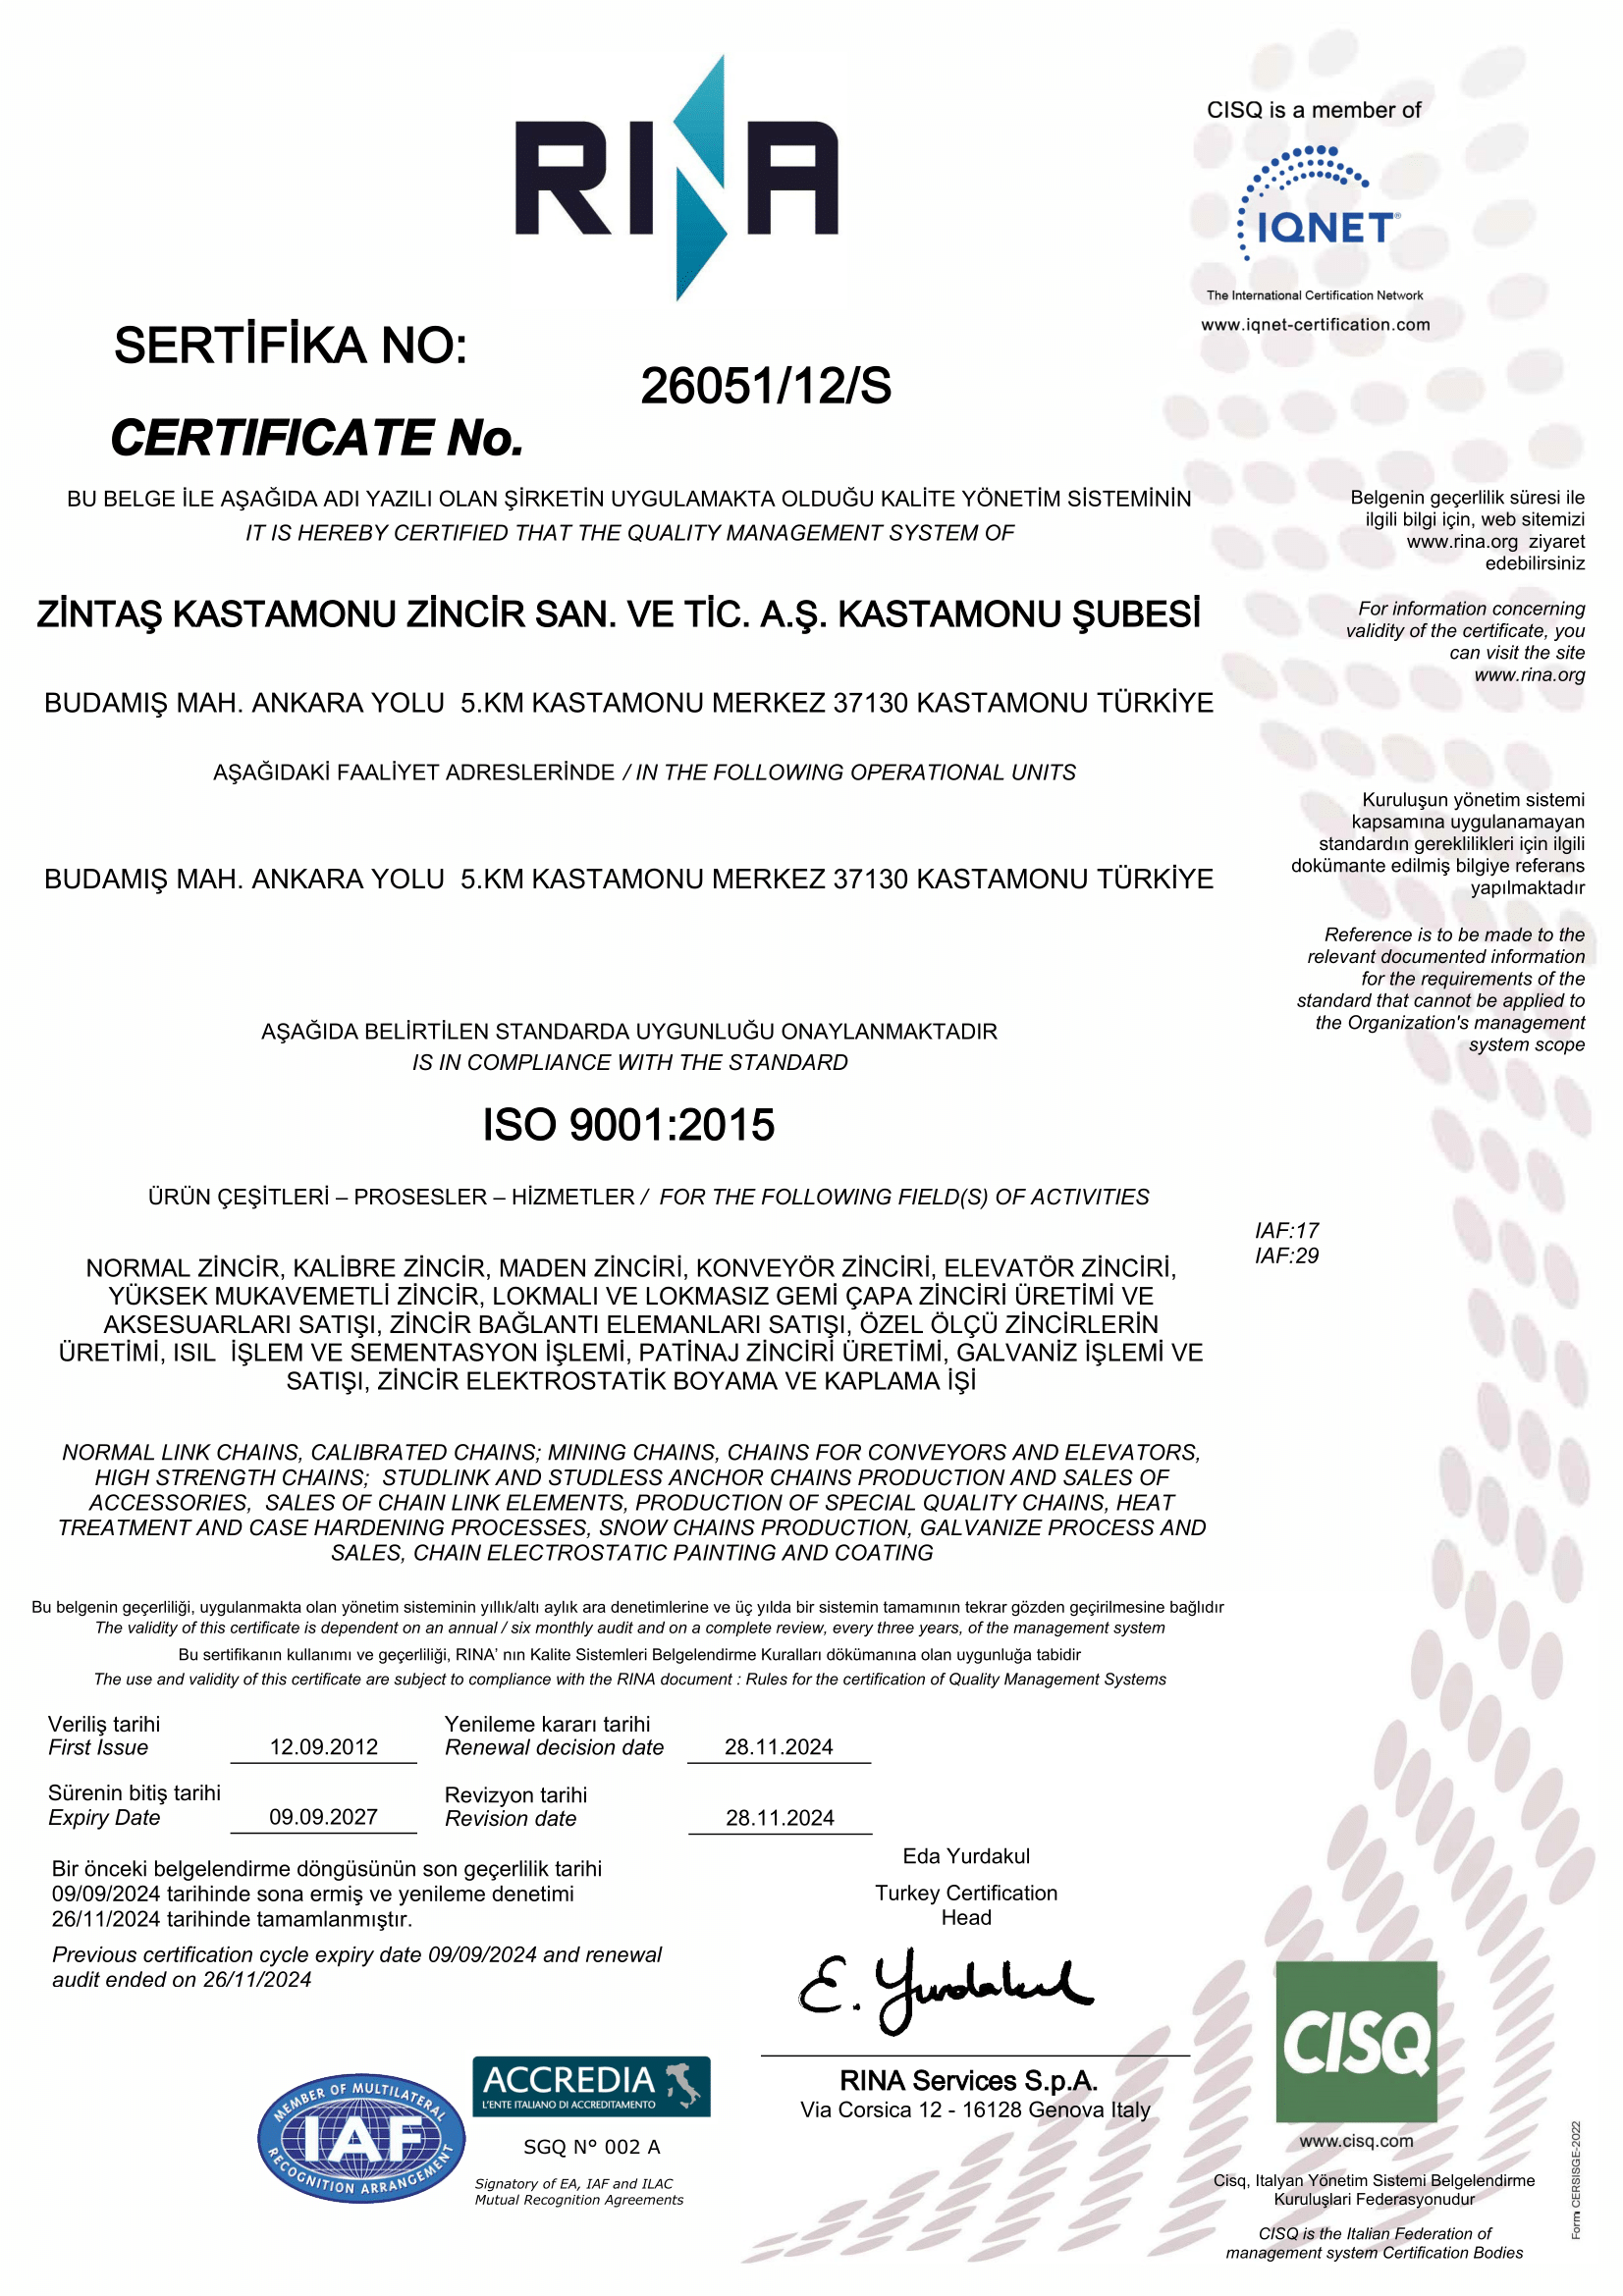 RINA
CISQ is a member of
IQNET®
The International Certification Network
www.iqnet-certification.com
SERTİFİKA NO:
26051/12/S
CERTIFICATE No.
BU BELGE İLE AŞAĞIDA ADI YAZILI OLAN ŞİRKETİN UYGULAMAKTA OLDUĞU KALİTE YÖNETİM SİSTEMİNİN
IT IS HEREBY CERTIFIED THAT THE QUALITY MANAGEMENT SYSTEM OF
Belgenin geçerlilik süresi ile
ilgili bilgi için, web sitemizi
www.rina.org ziyaret
edebilirsiniz
ZİNTAŞ KASTAMONU ZİNCİR SAN. VE TİC. A.Ş. KASTAMONU ŞUBESİ
For information concerning
validity of the certificate, you
can visit the site
www.rina.org
BUDAMIŞ MAH. ANKARA YOLU 5.KM KASTAMONU MERKEZ 37130 KASTAMONU TÜRKİYE
AŞAĞIDAKİ FAALİYET ADRESLERİNDE / IN THE FOLLOWING OPERATIONAL UNITS
Kuruluşun yönetim sistemi
kapsamına uygulanamayan
standardın gereklilikleri için ilgili
dokümante edilmiş bilgiye referans
yapılmaktadır
BUDAMIŞ MAH. ANKARA YOLU 5.KM KASTAMONU MERKEZ 37130 KASTAMONU TÜRKİYE
Reference is to be made to the
relevant documented information
for the requirements of the
standard that cannot be applied to
the Organization's management
system scope
AŞAĞIDA BELİRTİLEN STANDARDA UYGUNLUĞU ONAYLANMAKTADIR
IS IN COMPLIANCE WITH THE STANDARD
ISO 9001:2015
ÜRÜN ÇEŞİTLERİ – PROSESLER – HİZMETLER / FOR THE FOLLOWING FIELD(S) OF ACTIVITIES
IAF:17
IAF:29
NORMAL ZİNCİR, KALİBRE ZİNCİR, MADEN ZİNCİRİ, KONVEYÖR ZİNCİRİ, ELEVATÖR ZİNCİRİ,
YÜKSEK MUKAVEMETLİ ZİNCİR, LOKMALI VE LOKMASIZ GEMİ ÇAPA ZİNCİRİ ÜRETİMİ VE
AKSESUARLARI SATIŞI, ZİNCİR BAĞLANTI ELEMANLARI SATIŞI, ÖZEL ÖLÇÜ ZİNCİRLERİN
ÜRETİMİ, ISIL İŞLEM VE SEMENTASYON İŞLEMİ, PATİNAJ ZİNCİRİ ÜRETİMİ, GALVANİZ İŞLEMİ VE
SATIŞI, ZİNCİR ELEKTROSTATİK BOYAMA VE KAPLAMA İŞİ
NORMAL LINK CHAINS, CALIBRATED CHAINS; MINING CHAINS, CHAINS FOR CONVEYORS AND ELEVATORS,
HIGH STRENGTH CHAINS; STUDLINK AND STUDLESS ANCHOR CHAINS PRODUCTION AND SALES OF
ACCESSORIES, SALES OF CHAIN LINK ELEMENTS, PRODUCTION OF SPECIAL QUALITY CHAINS, HEAT
TREATMENT AND CASE HARDENING PROCESSES, SNOW CHAINS PRODUCTION, GALVANIZE PROCESS AND
SALES, CHAIN ELECTROSTATIC PAINTING AND COATING
Bu belgenin geçerliliği, uygulanmakta olan yönetim sisteminin yıllık/altı aylık ara denetimlerine ve üç yılda bir sistemin tamamının tekrar gözden geçirilmesine bağlıdır
The validity of this certificate is dependent on an annual / six monthly audit and on a complete review, every three years, of the management system
Bu sertifikanın kullanımı ve geçerliliği, RINA’ nın Kalite Sistemleri Belgelendirme Kuralları dökümanına olan uygunluğa tabidir
The use and validity of this certificate are subject to compliance with the RINA document : Rules for the certification of Quality Management Systems
Veriliş tarihi
First Issue 12.09.2012
Yenileme kararı tarihi
Renewal decision date 28.11.2024
Sürenin bitiş tarihi
Expiry Date 09.09.2027
Revizyon tarihi
Revision date 28.11.2024
Bir önceki belgelendirme döngüsünün son geçerlilik tarihi
09/09/2024 tarihinde sona ermiş ve yenileme denetimi
26/11/2024 tarihinde tamamlanmıştır.
Previous certification cycle expiry date 09/09/2024 and renewal
audit ended on 26/11/2024
Eda Yurdakul
Turkey Certification
Head
E. Yurdakul
RINA Services S.p.A.
Via Corsica 12 - 16128 Genova Italy
MEMBER OF MULTILATERAL
IAF
RECOGNITION ARRANGEMENT
ACCREDIA
L'ENTE ITALIANO DI ACCREDITAMENTO
SGQ N° 002 A
Signatory of EA, IAF and ILAC
Mutual Recognition Agreements
CISQ
www.cisq.com
Cisq, Italyan Yönetim Sistemi Belgelendirme
Kuruluşlari Federasyonudur
CISQ is the Italian Federation of
management system Certification Bodies
Form CERSISGE-2022